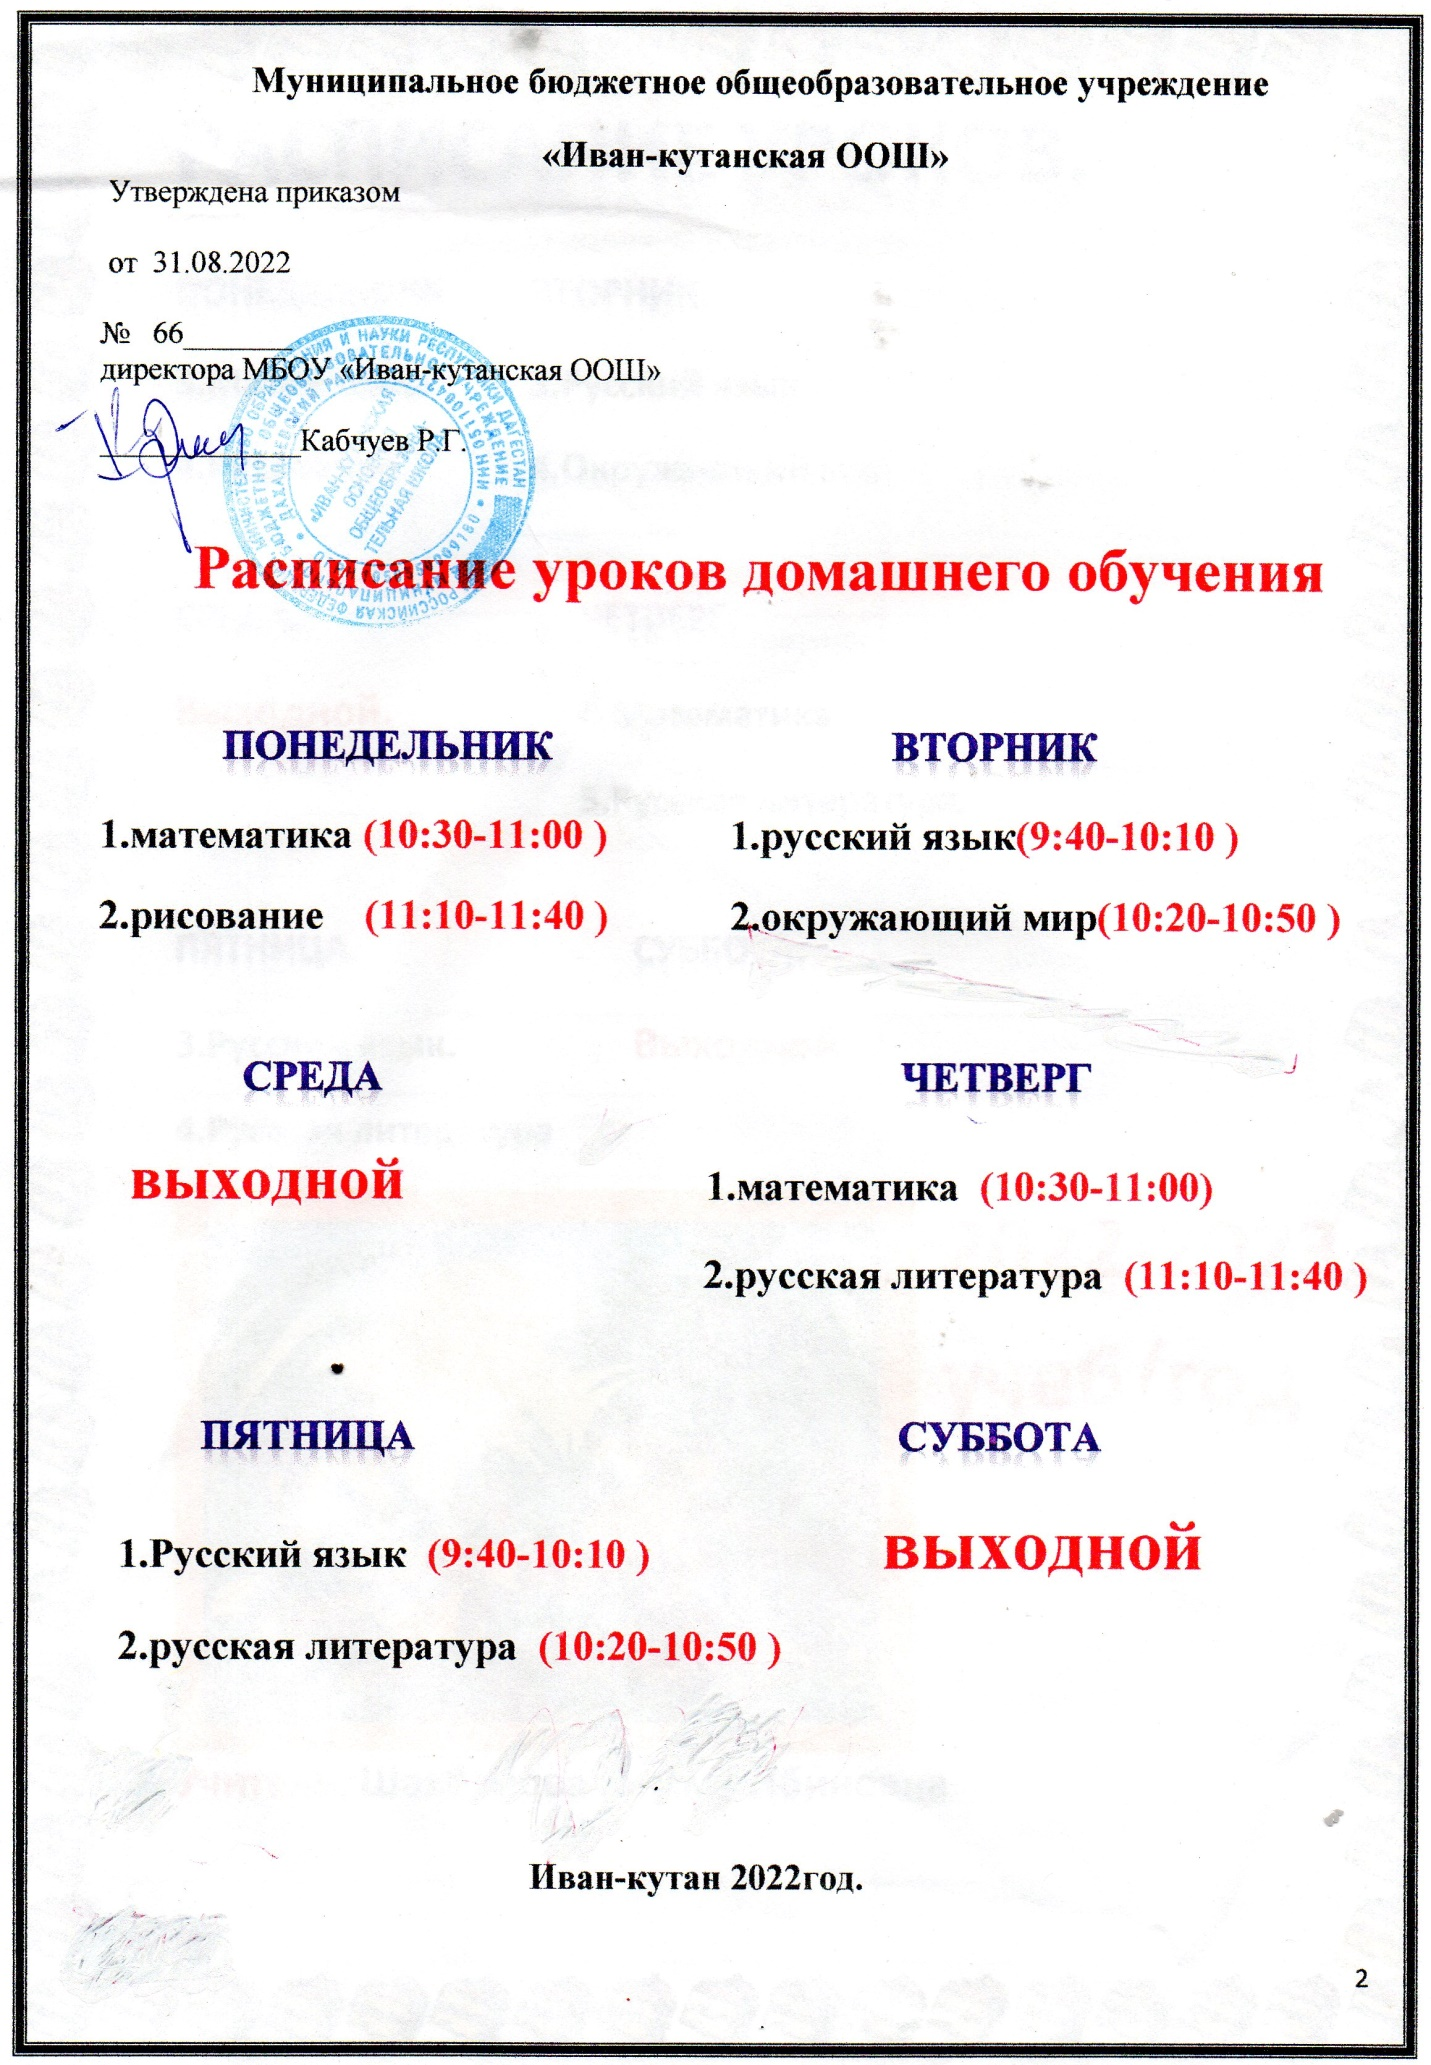 Муниципальное бюджетное общеобразовательное учреждение
«Иван-кутанская ООШ»
Утверждена приказом
от 31.08.2022
№ 66_______
директора МБОУ «Иван-кутанская ООШ»
_____________Кабчуев Р.Г.
Расписание уроков домашнего обучения
ПОНЕДЕЛЬНИК
1.математика (10:30-11:00 )
2.рисование (11:10-11:40 )
ВТОРНИК
1.русский язык(9:40-10:10 )
2.окружающий мир(10:20-10:50 )
СРЕДА
выходной
ЧЕТВЕРГ
1.математика (10:30-11:00)
2.русская литература (11:10-11:40 )
ПЯТНИЦА
1.Русский язык (9:40-10:10 )
2.русская литература (10:20-10:50 )
СУББОТА
выходной
Иван-кутан 2022год.
2